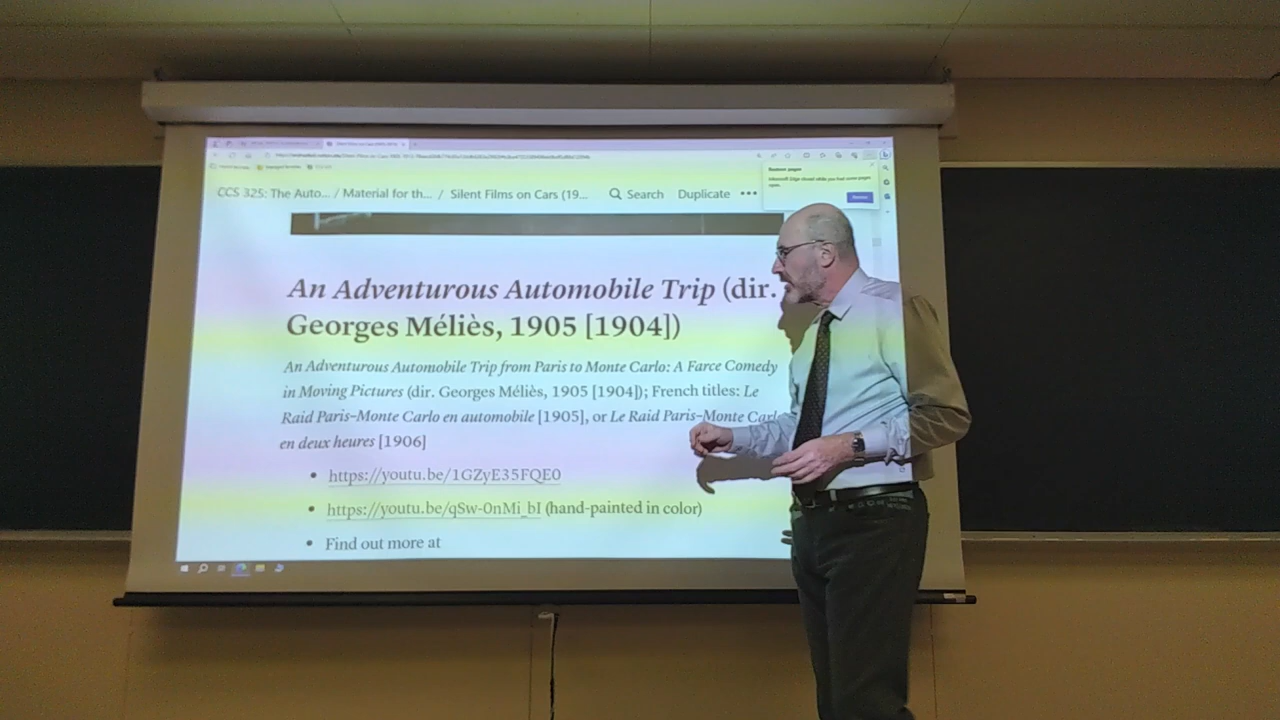 CCS 325: The Auto... / Material for th... / Silent Films on Cars (19... Search Duplicate •••
An Adventurous Automobile Trip (dir.
Georges Méliès, 1905 [1904])
An Adventurous Automobile Trip from Paris to Monte Carlo: A Farce Comedy
in Moving Pictures (dir. Georges Méliès, 1905 [1904]); French titles: Le
Raid Paris–Monte Carlo en automobile [1905], or Le Raid Paris–Monte Carl
en deux heures [1906]
• https://youtu.be/1GZyE35FQE0
• https://youtu.be/qSw-0nMi_bI (hand-painted in color)
• Find out more at